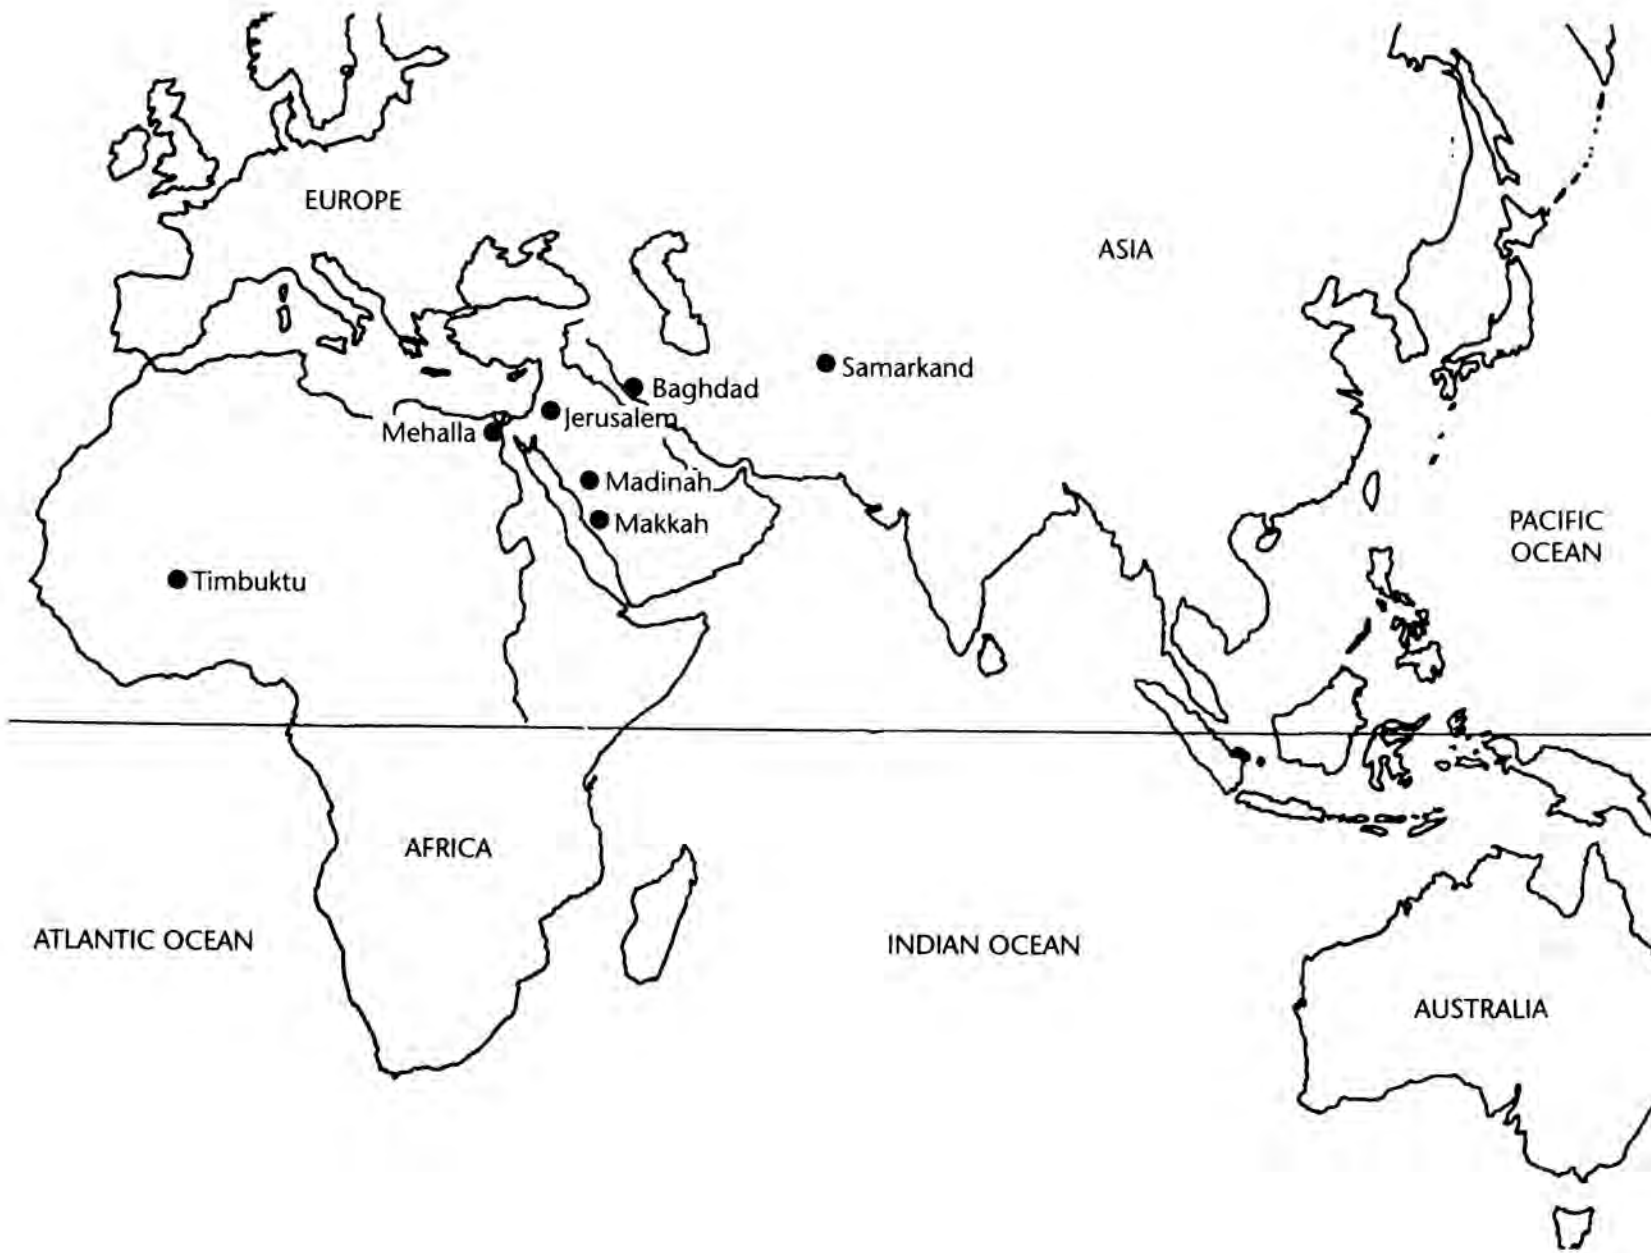 EUROPE
ASIA
Samarkand
Baghdad
Jerusalem
Mehalla
Madinah
Makkah
PACIFIC
OCEAN
Timbuktu
AFRICA
ATLANTIC OCEAN
INDIAN OCEAN
AUSTRALIA